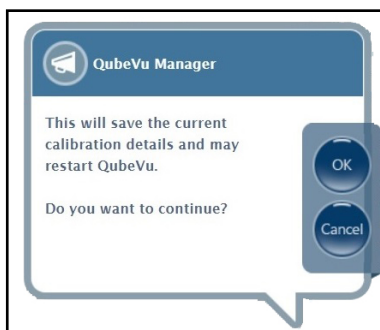 QubeVu Manager
This will save the current
calibration details and may
restart QubeVu.
Do you want to continue?
OK
Cancel